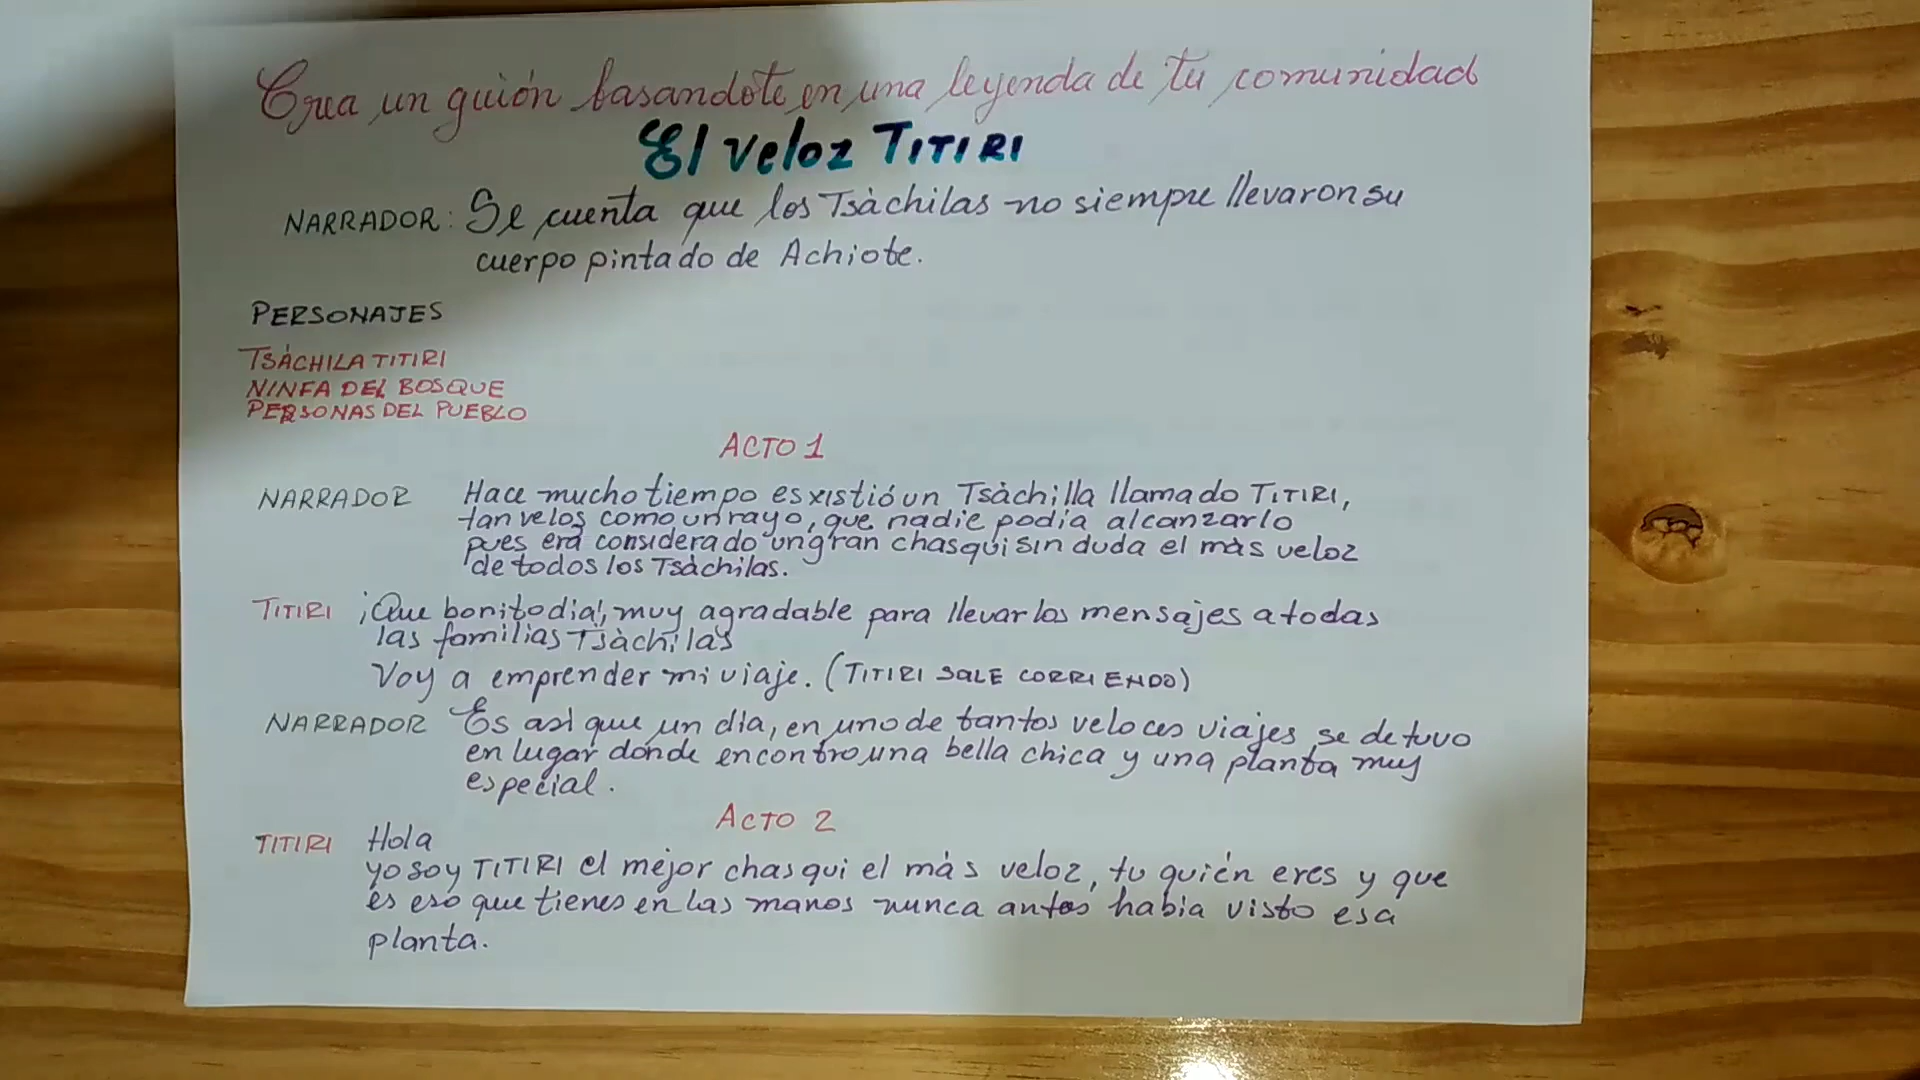 Crea un guión basandote en una leyenda de tu comunidad
El Veloz TITIRI
NARRADOR: Se cuenta que los Tsàchilas no siempre llevaron su
cuerpo pintado de Achiote.
PERSONAJES
TSÁCHILA TITIRI
NINFA DEL BOSQUE
PERSONAS DEL PUEBLO
ACTO 1
NARRADOR Hace mucho tiempo esxistió un Tsàchilla llamado TITIRI,
tan velos como un rayo, que nadie podia alcanzarlo
pues era considerado un gran chasqui sin duda el màs veloz
de todos los Tsàchilas.
TITIRI ¡Que bonito dia!, muy agradable para llevar los mensajes a todas
las familias Tsàchilas
Voy a emprender mi viaje. (TITIRI SALE CORRIENDO)
NARRADOR Es asi que un dia, en uno de tantos veloces viajes se detuvo
en lugar donde encontro una bella chica y una planta muy
especial.
ACTO 2
TITIRI Hola
yo soy TITIRI el mejor chasqui el màs veloz, tu quién eres y que
es eso que tienes en las manos nunca antes habia visto esa
planta.